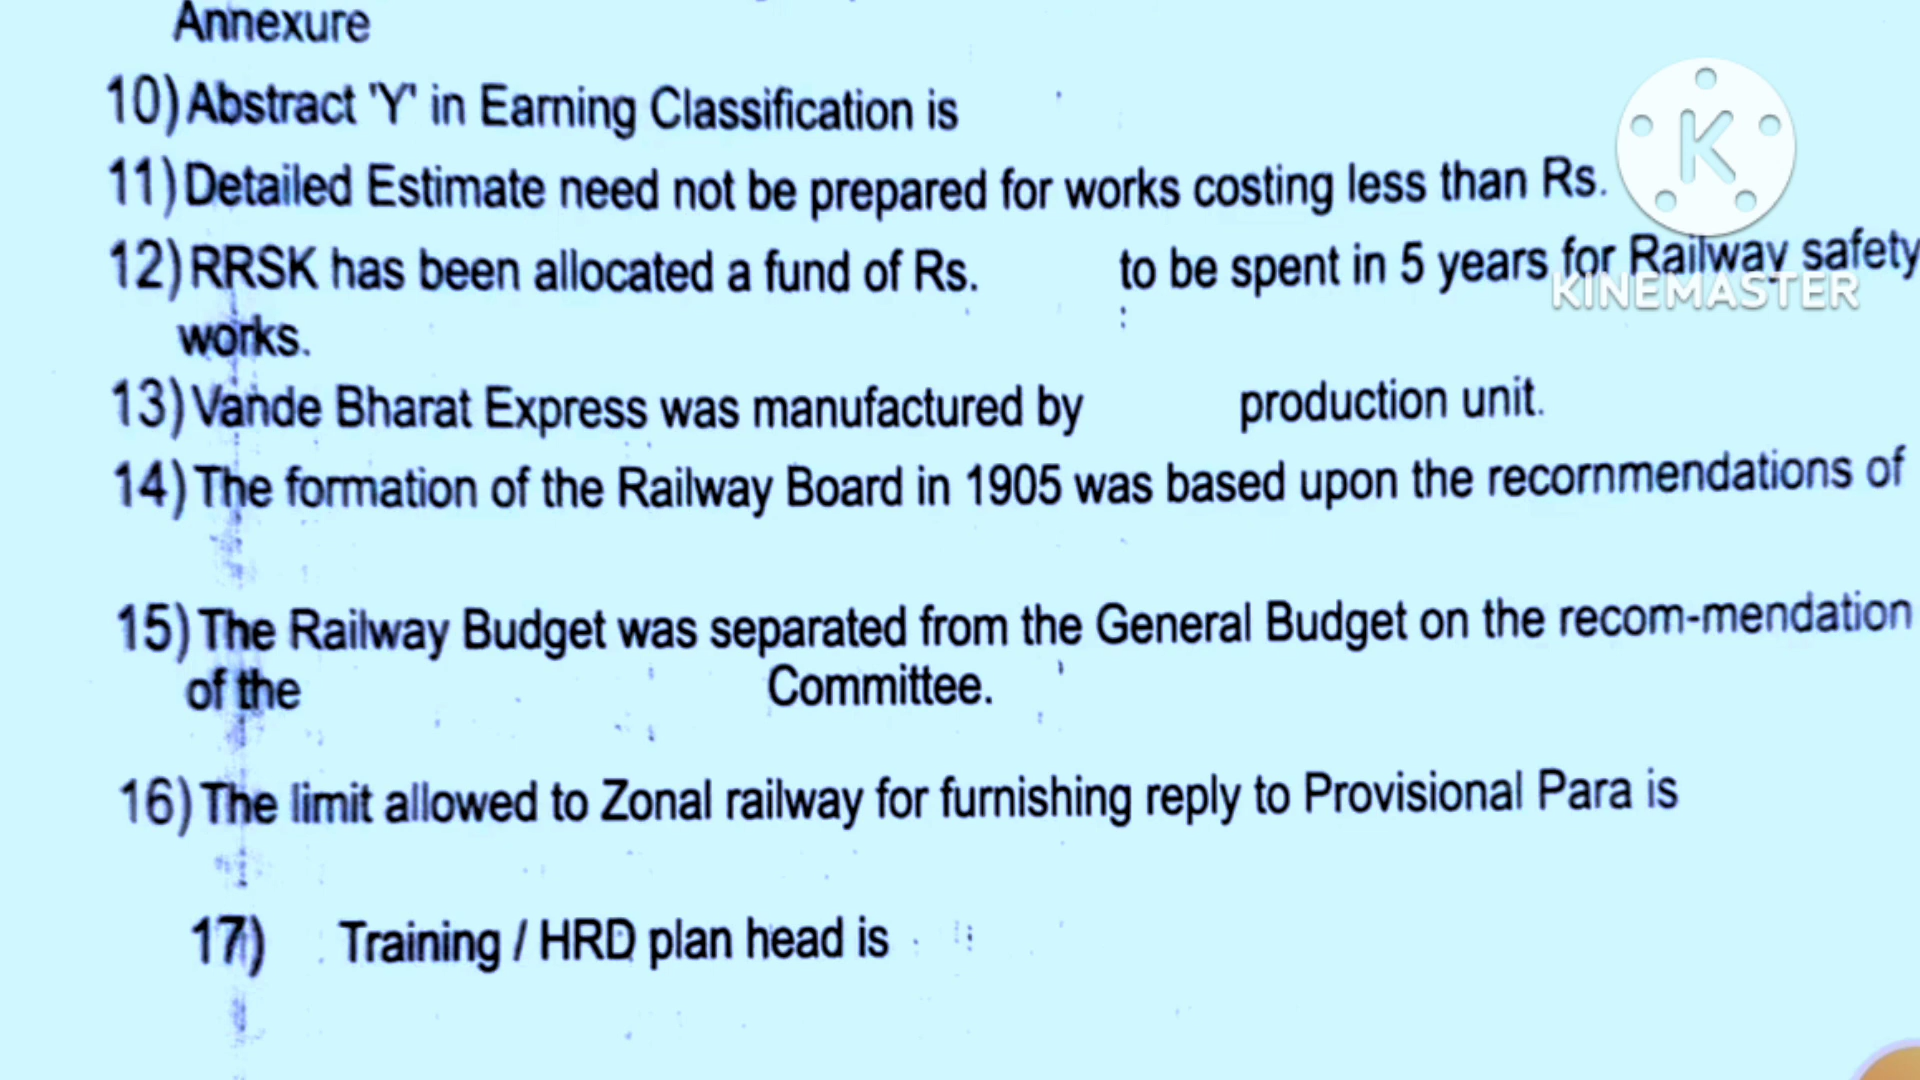 Annexure
10) Abstract 'Y' in Earning Classification is
11) Detailed Estimate need not be prepared for works costing less than Rs.
12) RRSK has been allocated a fund of Rs. to be spent in 5 years for Railway safety
works.
KINEMASTER
13) Vande Bharat Express was manufactured by production unit.
14) The formation of the Railway Board in 1905 was based upon the recornmendations of
15) The Railway Budget was separated from the General Budget on the recom-mendation
of the Committee.
16) The limit allowed to Zonal railway for furnishing reply to Provisional Para is
17) Training / HRD plan head is